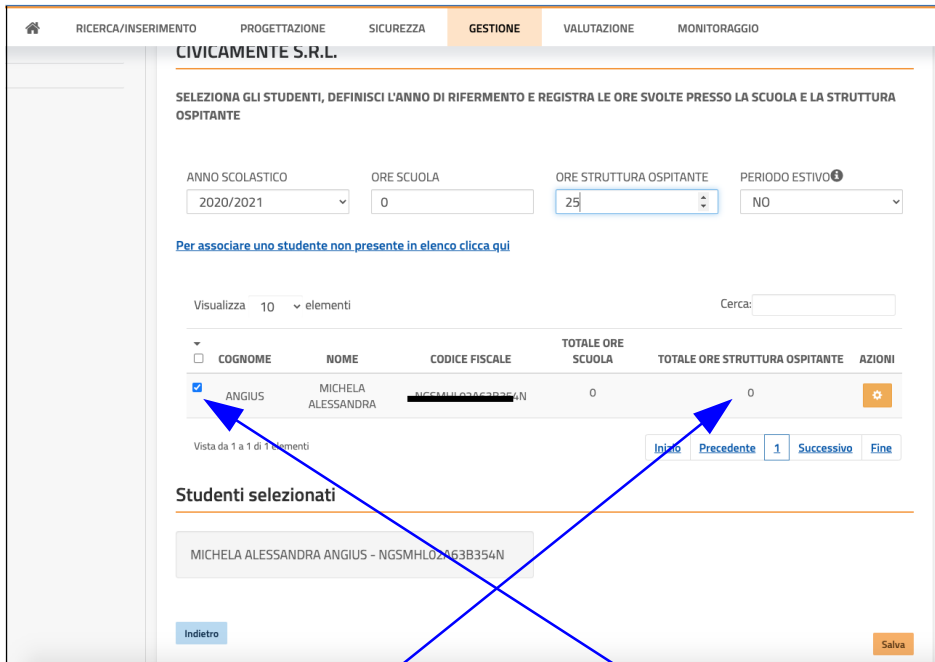 RICERCA/INSERIMENTO PROGETTAZIONE SICUREZZA GESTIONE VALUTAZIONE MONITORAGGIO
CIVICAMENTE S.R.L.
SELEZIONA GLI STUDENTI, DEFINISCI L'ANNO DI RIFERMENTO E REGISTRA LE ORE SVOLTE PRESSO LA SCUOLA E LA STRUTTURA
OSPITANTE
ANNO SCOLASTICO ORE SCUOLA ORE STRUTTURA OSPITANTE PERIODO ESTIVO
2020/2021 0 25 NO
Per associare uno studente non presente in elenco clicca qui
Visualizza 10 elementi Cerca:
COGNOME NOME CODICE FISCALE TOTALE ORE SCUOLA TOTALE ORE STRUTTURA OSPITANTE AZIONI
ANGIUS MICHELA ALESSANDRA 0 0
Vista da 1 a 1 di 1 elementi Inizio Precedente 1 Successivo Fine
Studenti selezionati
MICHELA ALESSANDRA ANGIUS - NGSMHL02A63B354N
Indietro
Salva